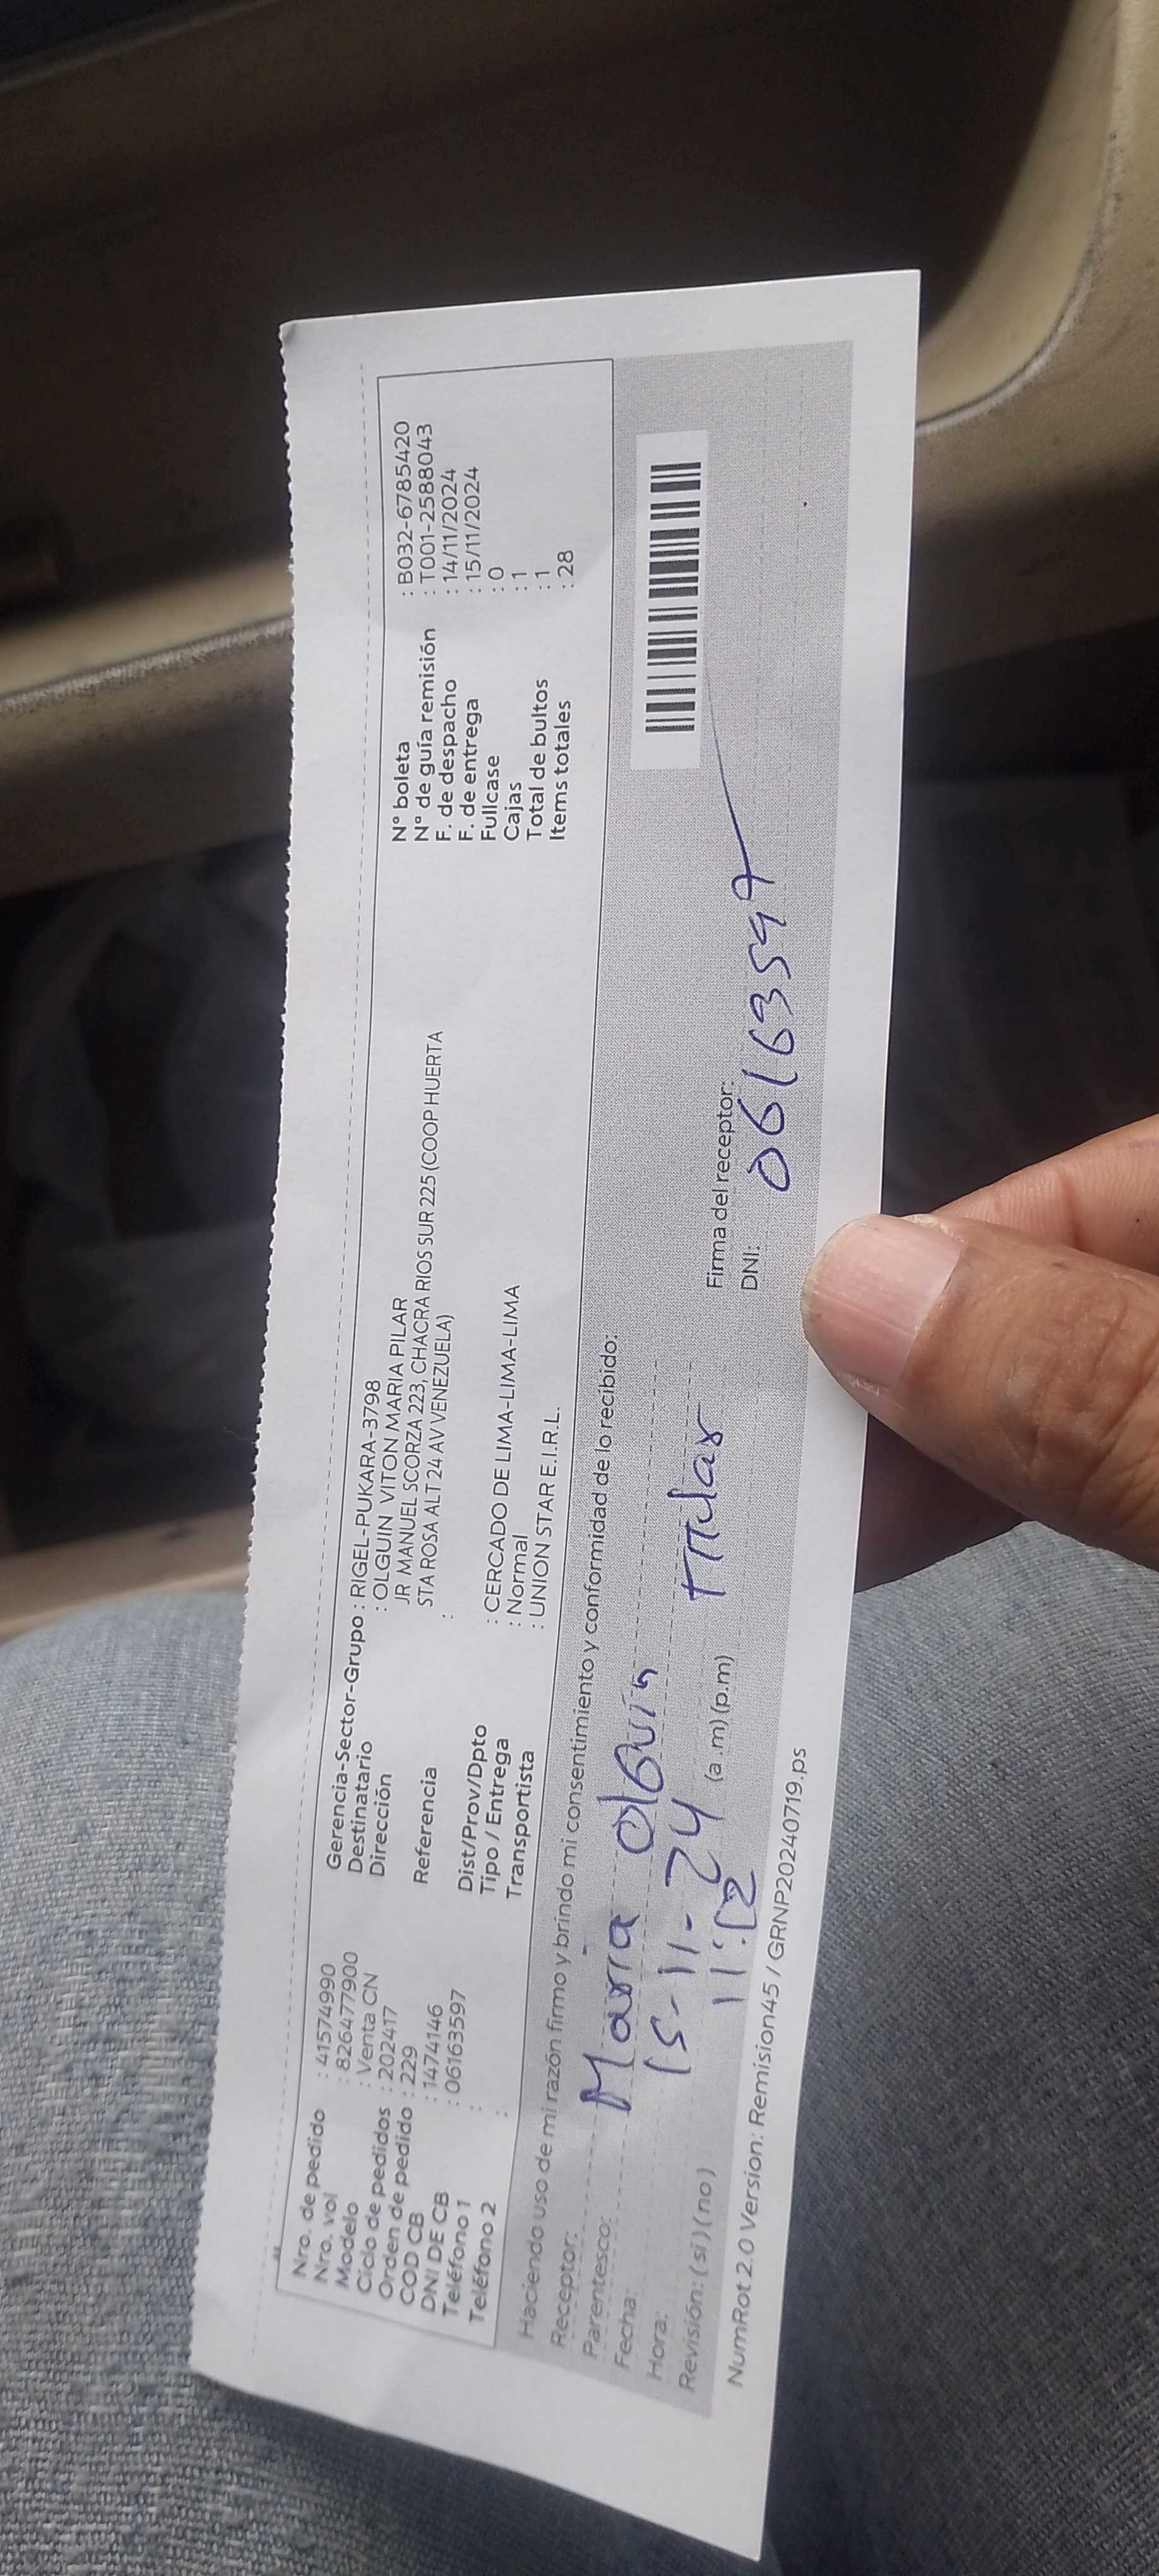 Nro. de pedido : 41574990
Nro. vol : 826477900
Modelo : Venta CN
Ciclo de pedidos : 202417
Orden de pedido : 229
COD CB : 1474146
DNI DE CB : 06163597
Teléfono 1 :
Teléfono 2 :
Gerencia-Sector-Grupo : RIGEL-PUKARA-3798
Destinatario : OLGUIN VITON MARIA PILAR
Dirección JR MANUEL SCORZA 223, CHACRA RIOS SUR 225 (COOP HUERTA
STA ROSA ALT 24 AV VENEZUELA)
Referencia :
Dist/Prov/Dpto : CERCADO DE LIMA-LIMA-LIMA
Tipo / Entrega : Normal
Transportista : UNION STAR E.I.R.L.
N° boleta : B032-6785420
N° de guía remisión : T001-2588043
F. de despacho : 14/11/2024
F. de entrega : 15/11/2024
Fullcase : 0
Cajas : 1
Total de bultos : 1
Items totales : 28
Haciendo uso de mi razón firmo y brindo mi consentimiento y conformidad de lo recibido:
Receptor: Maria Olguin
Parentesco: Titular
Fecha: 15-11-24
Hora: 11:12 (a.m) (p.m)
Revisión: (si) (no)
Firma del receptor:
DNI: 06163597
NumRot 2.0 Version: Remision45 / GRNP20240719.ps